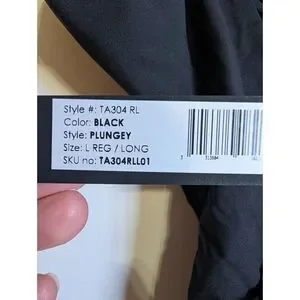 Style #: TA304 RL
Color: BLACK
Style: PLUNGEY
Size: L REG / LONG
SKU no: TA304RLL01